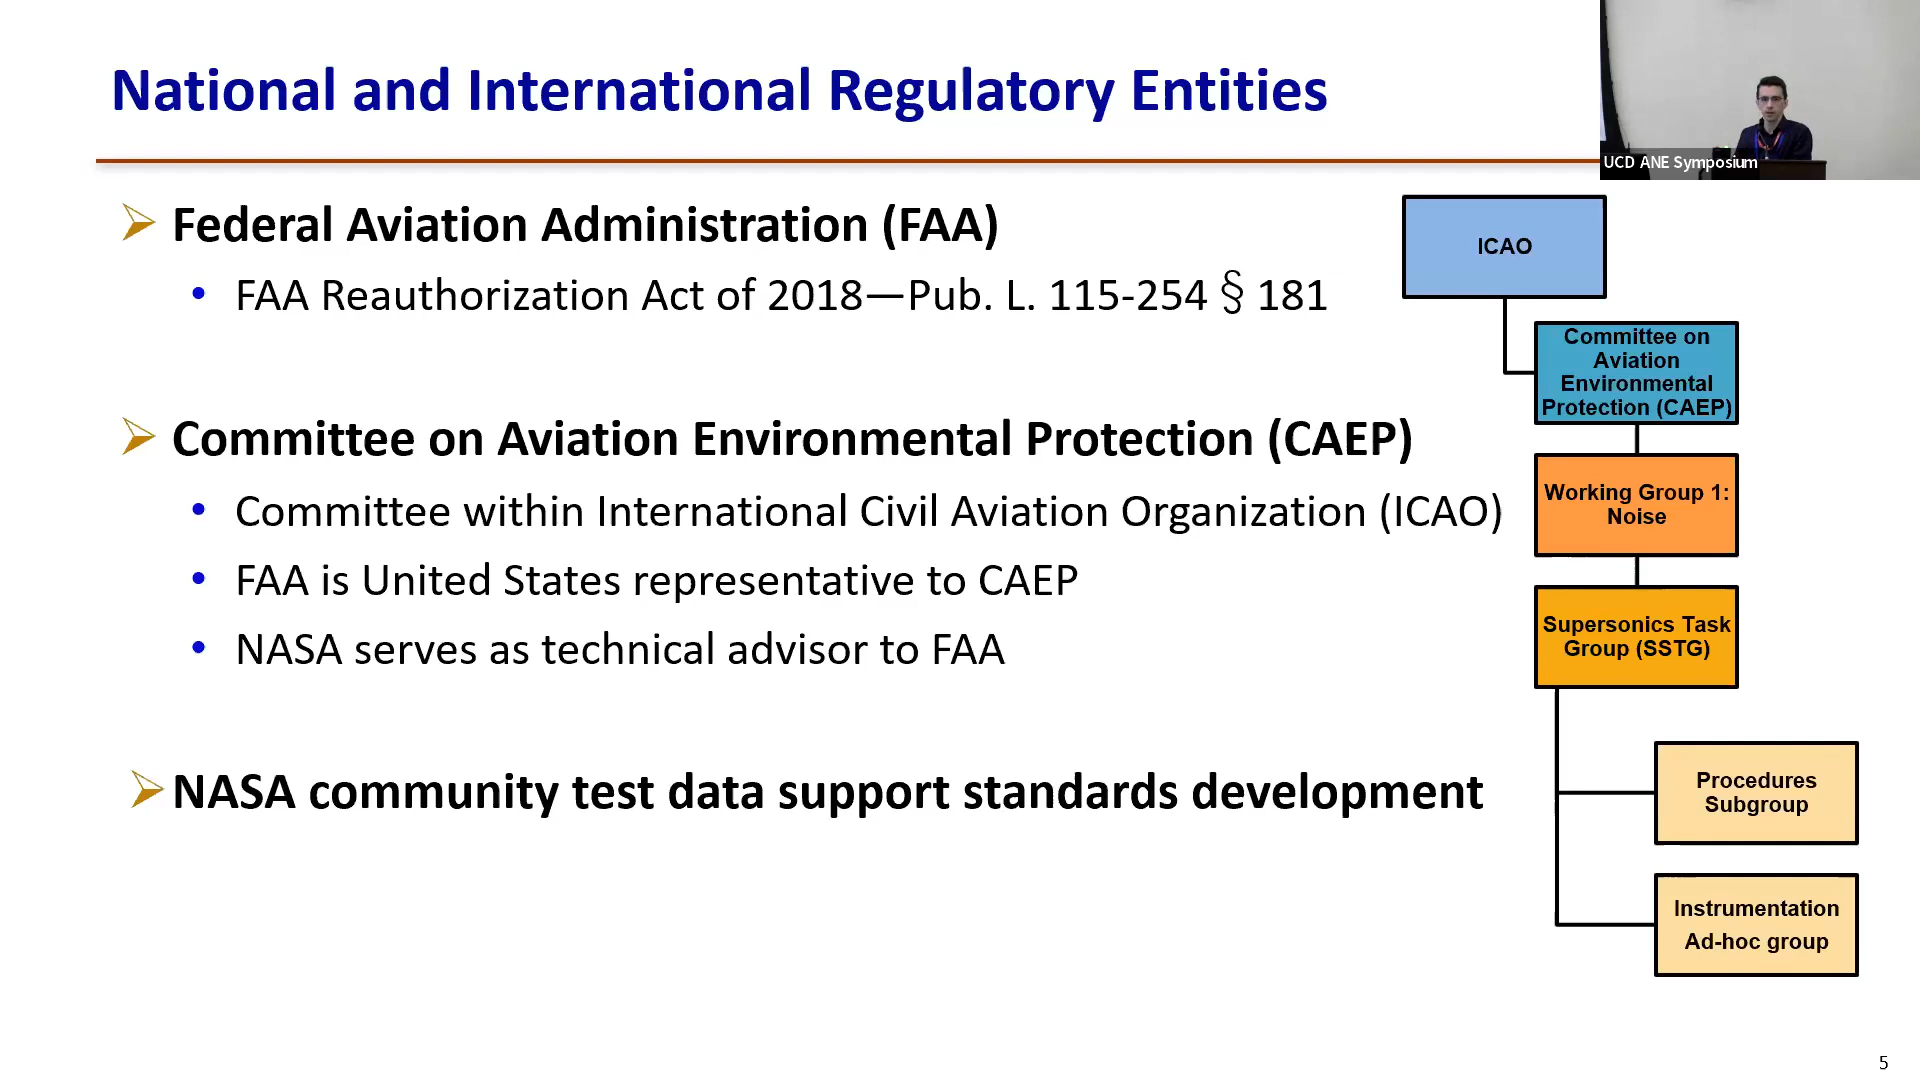 National and International Regulatory Entities
UCD ANE Symposium
Federal Aviation Administration (FAA)
FAA Reauthorization Act of 2018—Pub. L. 115-254 § 181
Committee on Aviation Environmental Protection (CAEP)
Committee within International Civil Aviation Organization (ICAO)
FAA is United States representative to CAEP
NASA serves as technical advisor to FAA
NASA community test data support standards development
ICAO
Committee on
Aviation
Environmental
Protection (CAEP)
Working Group 1:
Noise
Supersonics Task
Group (SSTG)
Procedures
Subgroup
Instrumentation
Ad-hoc group
5